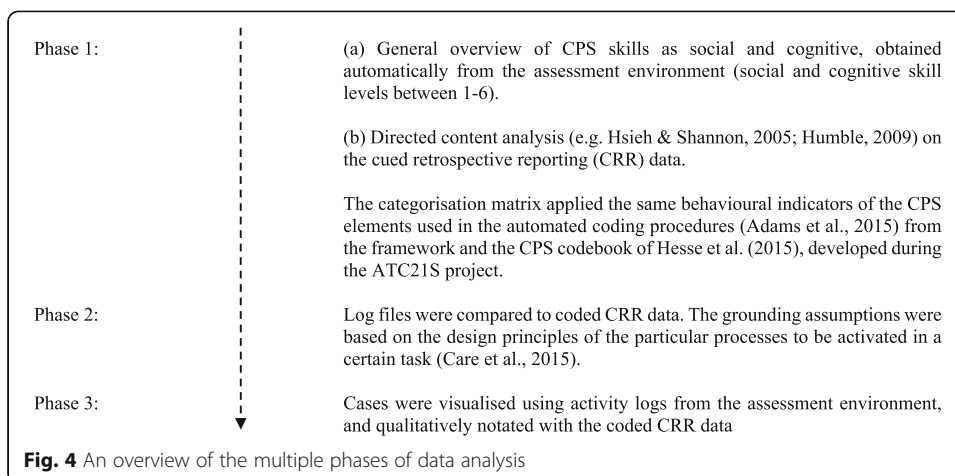 Phase 1:
(a) General overview of CPS skills as social and cognitive, obtained
automatically from the assessment environment (social and cognitive skill
levels between 1-6).
(b) Directed content analysis (e.g. Hsieh & Shannon, 2005; Humble, 2009) on
the cued retrospective reporting (CRR) data.
The categorisation matrix applied the same behavioural indicators of the CPS
elements used in the automated coding procedures (Adams et al., 2015) from
the framework and the CPS codebook of Hesse et al. (2015), developed during
the ATC21S project.
Phase 2:
Log files were compared to coded CRR data. The grounding assumptions were
based on the design principles of the particular processes to be activated in a
certain task (Care et al., 2015).
Phase 3:
Cases were visualised using activity logs from the assessment environment,
and qualitatively notated with the coded CRR data
Fig. 4 An overview of the multiple phases of data analysis